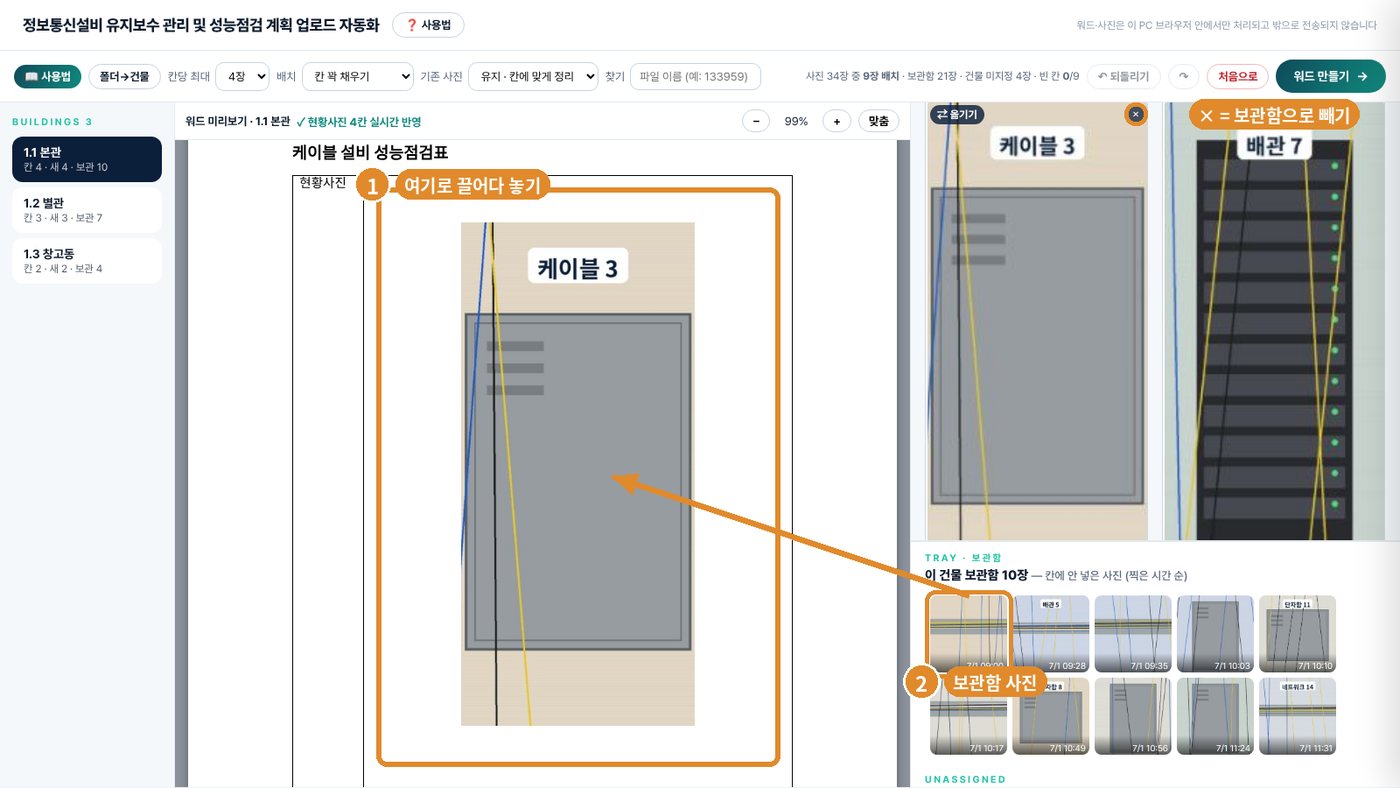 정보통신설비 유지보수 관리 및 성능점검 계획 업로드 자동화
❓ 사용법
워드·사진은 이 PC 브라우저 안에서만 처리되고 밖으로 전송되지 않습니다
📖 사용법
폴더→건물
칸당 최대
4장
배치
칸 꽉 채우기
기존 사진
유지 · 칸에 맞게 정리
찾기
파일 이름 (예: 133959)
사진 34장 중 9장 배치 · 보관함 21장 · 건물 미지정 4장 · 빈 칸 0/9
↶ 되돌리기
↷
처음으로
워드 만들기 →
BUILDINGS 3
1.1 본관
칸 4 · 새 4 · 보관 10
1.2 별관
칸 3 · 새 3 · 보관 7
1.3 창고동
칸 2 · 새 2 · 보관 4
워드 미리보기 · 1.1 본관 ✓ 현황사진 4칸 실시간 반영
− 99% + 맞춤
케이블 설비 성능점검표
현황사진
1 여기로 끌어다 놓기
케이블 3
⇄ 옮기기
×
케이블 3
× = 보관함으로 빼기
배관 7
TRAY · 보관함
이 건물 보관함 10장 — 칸에 안 넣은 사진 (찍은 시간 순)
7/1 09:00
배관 5
7/1 09:28
7/1 09:35
7/1 10:03
단자함 11
7/1 10:10
2 보관함 사진
7/1 10:17
자함 8
7/1 10:49
7/1 10:56
7/1 11:24
네트워크 14
7/1 11:31
UNASSIGNED